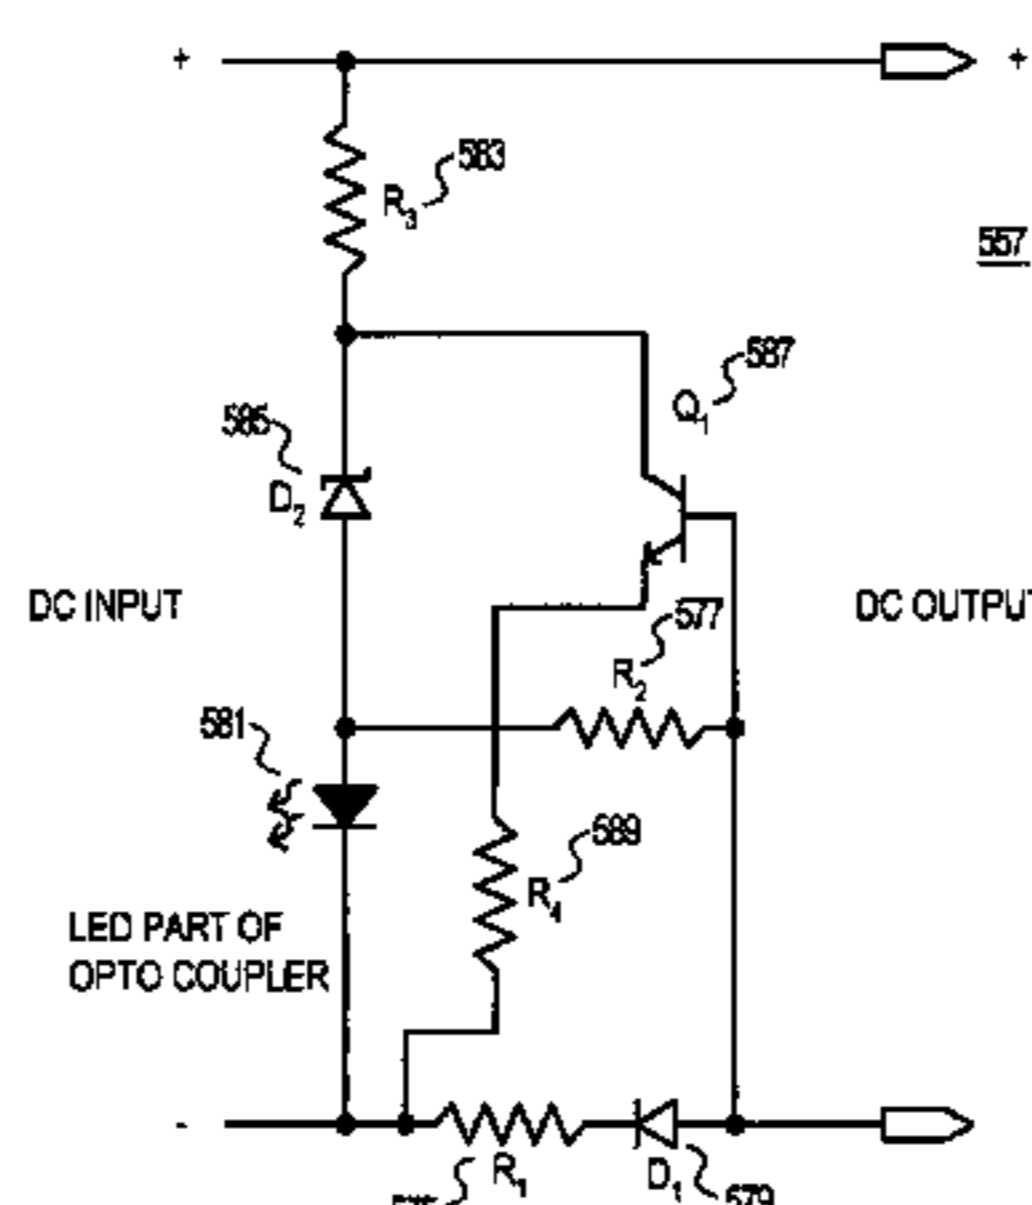 +
+
583
R3
557
587
Q1
585
D2
DC INPUT
577
DC OUTPUT
R2
581
589
R4
LED PART OF
OPTO COUPLER
-
R1
D1
579